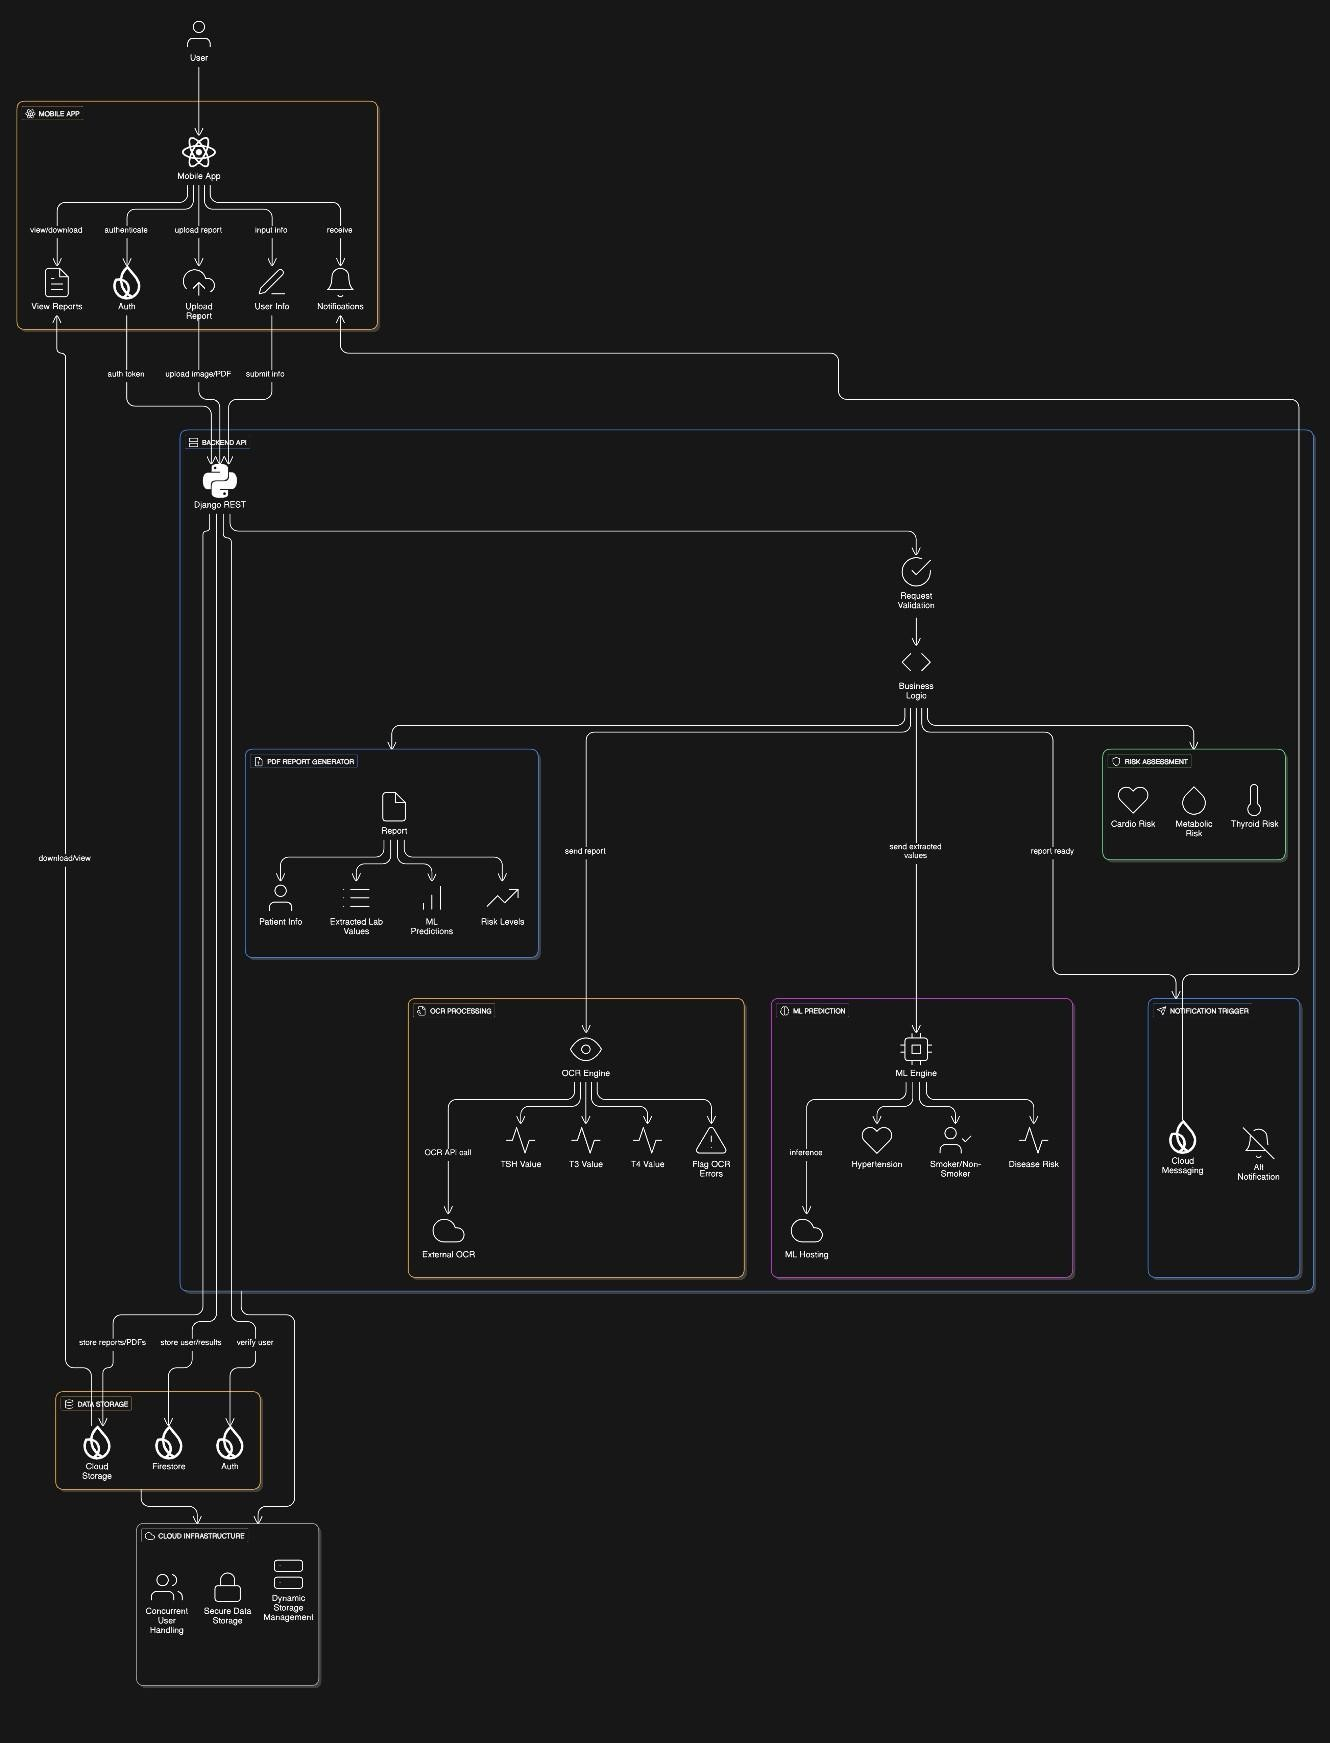 User
MOBILE APP
Mobile App
view/download
authenticate
upload report
input info
receive
View Reports
Auth
Upload
Report
User Info
Notifications
auth token
upload image/PDF
submit info
BACKEND API
Django REST
Request
Validation
Business
Logic
PDF REPORT GENERATOR
Report
Patient Info
Extracted Lab
Values
ML
Predictions
Risk Levels
RISK ASSESSMENT
Cardio Risk
Metabolic
Risk
Thyroid Risk
download/view
send report
send extracted
values
report ready
OCR PROCESSING
OCR Engine
OCR API call
TSH Value
T3 Value
T4 Value
Flag OCR
Errors
External OCR
ML PREDICTION
ML Engine
inference
Hypertension
Smoker/Non-
Smoker
Disease Risk
ML Hosting
NOTIFICATION TRIGGER
Cloud
Messaging
All
Notification
store reports/PDFs
store user/results
verify user
DATA STORAGE
Cloud
Storage
Firestore
Auth
CLOUD INFRASTRUCTURE
Concurrent
User
Handling
Secure Data
Storage
Dynamic
Storage
Management